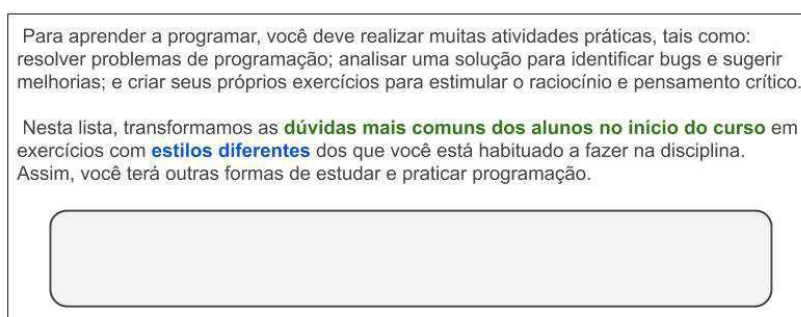 Para aprender a programar, você deve realizar muitas atividades práticas, tais como:
resolver problemas de programação; analisar uma solução para identificar bugs e sugerir
melhorias; e criar seus próprios exercícios para estimular o raciocínio e pensamento crítico.
Nesta lista, transformamos as dúvidas mais comuns dos alunos no início do curso em
exercícios com estilos diferentes dos que você está habituado a fazer na disciplina.
Assim, você terá outras formas de estudar e praticar programação.